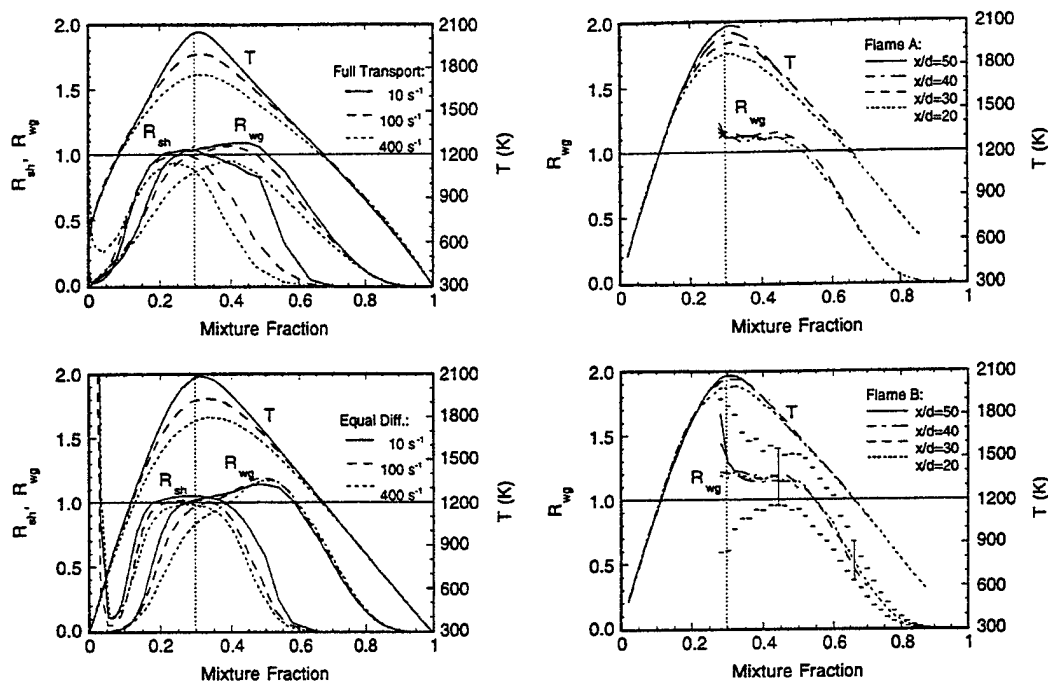 R_sh, R_wg
2.0
1.5
1.0
0.5
0.0
T
R_sh
R_wg
Full Transport:
10 s⁻¹
100 s⁻¹
400 s⁻¹
2100
1800
1500
1200
900
600
300
T (K)
0 0.2 0.4 0.6 0.8 1
Mixture Fraction
R_wg
2.0
1.5
1.0
0.5
0.0
T
R_wg
Flame A:
x/d=50
x/d=40
x/d=30
x/d=20
2100
1800
1500
1200
900
600
300
T (K)
0 0.2 0.4 0.6 0.8 1
Mixture Fraction
R_sh, R_wg
2.0
1.5
1.0
0.5
0.0
T
R_sh
R_wg
Equal Diff.:
10 s⁻¹
100 s⁻¹
400 s⁻¹
2100
1800
1500
1200
900
600
300
T (K)
0 0.2 0.4 0.6 0.8 1
Mixture Fraction
R_wg
2.0
1.5
1.0
0.5
0.0
T
R_wg
Flame B:
x/d=50
x/d=40
x/d=30
x/d=20
2100
1800
1500
1200
900
600
300
T (K)
0 0.2 0.4 0.6 0.8 1
Mixture Fraction